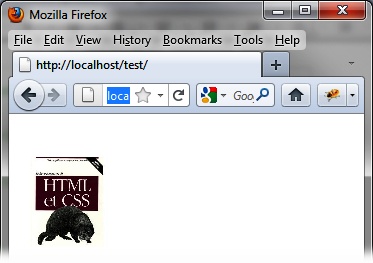 Mozilla Firefox
File Edit View History Bookmarks Tools Help
http://localhost/test/
loca Goo
HTML
et CSS